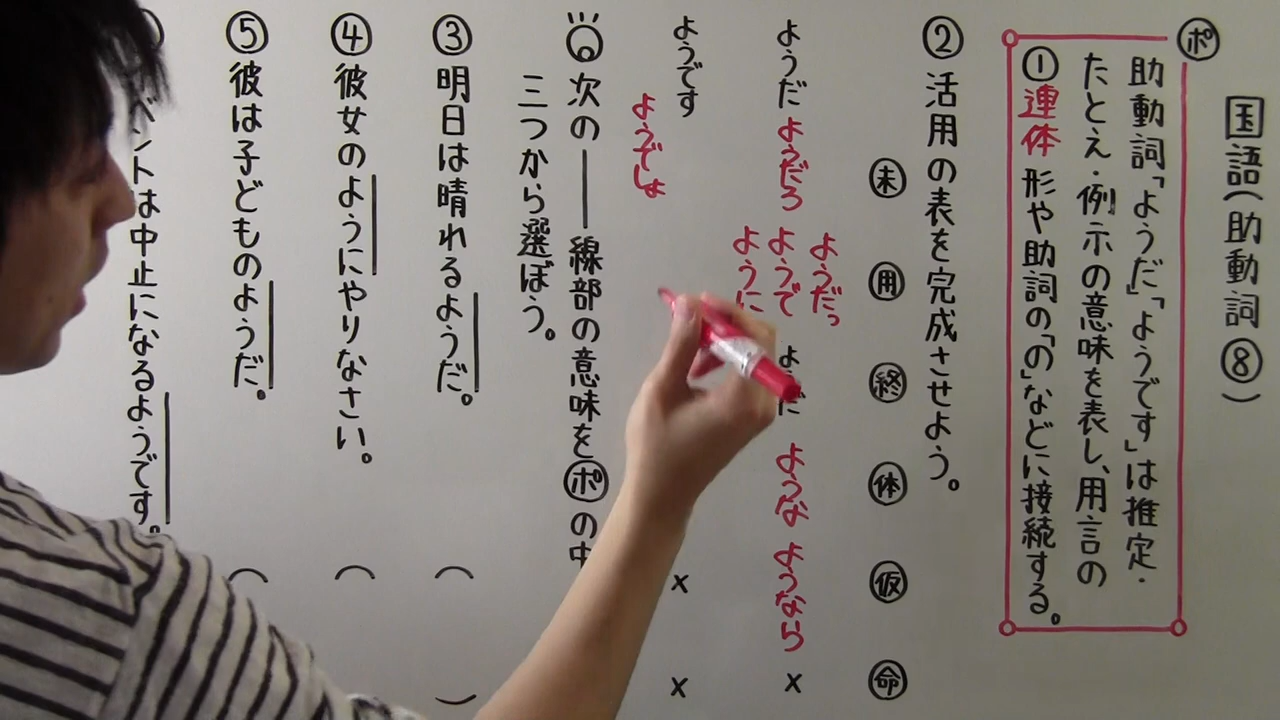 国語(助動詞⑧)
ポ
助動詞「ようだ」「ようです」は推定・
たとえ・例示の意味を表し、用言の
①連体形や助詞の「の」などに接続する。
②活用の表を完成させよう。
未 用 終 体 仮 命
ようだ ようだろ ようだっ ようで ように ようだ ような ようなら ×
ようです ようでしょ × ×
次の――線部の意味をポの中
三つから選ぼう。
③明日は晴れるようだ。( )
④彼女のようにやりなさい。(
⑤彼は子どものようだ。(
ントは中止になるようです。